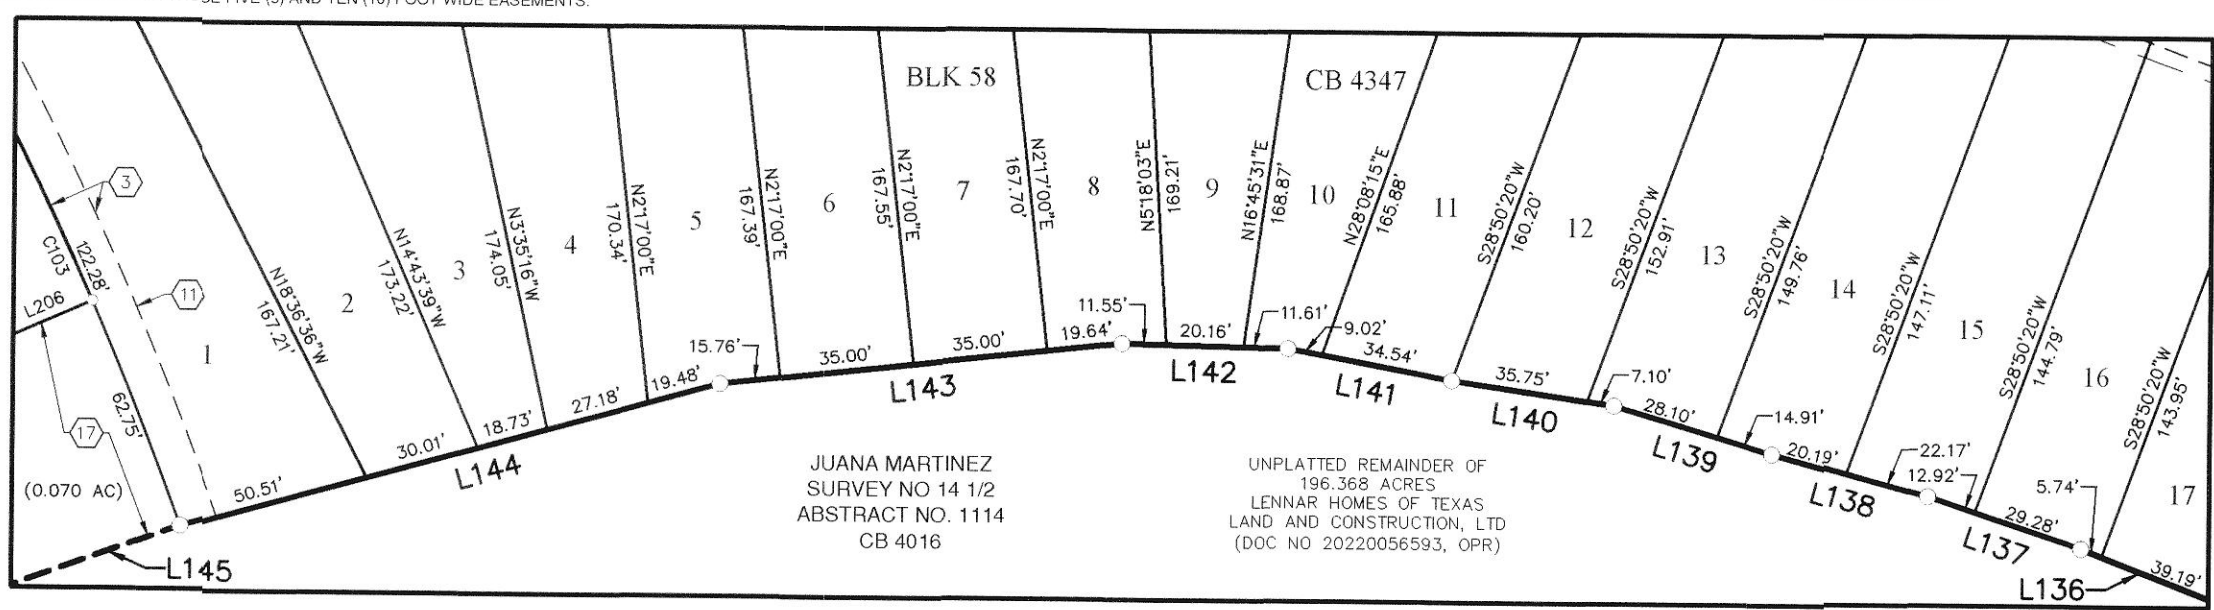 SE FIVE (5) AND TEN (10) FOOT WIDE EASEMENTS.
BLK 58
CB 4347
3
11
17
C103
122.28'
L206
62.75'
(0.070 AC)
1
N18°36'36"W
167.21'
2
N14°43'39"W
173.22'
3
N3°35'16"W
174.05'
4
N2°17'00"E
170.34'
5
N2°17'00"E
167.39'
6
N2°17'00"E
167.55'
7
N2°17'00"E
167.70'
8
N5°18'03"E
169.21'
9
N16°45'31"E
168.87'
10
N28°08'15"E
165.88'
11
S28°50'20"W
160.20'
12
S28°50'20"W
152.91'
13
S28°50'20"W
149.76'
14
S28°50'20"W
147.11'
15
S28°50'20"W
144.79'
16
S28°50'20"W
143.95'
17
50.51'
30.01'
18.73'
27.18'
19.48'
15.76'
35.00'
35.00'
19.64'
11.55'
20.16'
11.61'
9.02'
34.54'
35.75'
7.10'
28.10'
14.91'
20.19'
22.17'
12.92'
29.28'
5.74'
39.19'
L145
L144
L143
L142
L141
L140
L139
L138
L137
L136
JUANA MARTINEZ
SURVEY NO 14 1/2
ABSTRACT NO. 1114
CB 4016
UNPLATTED REMAINDER OF
196.368 ACRES
LENNAR HOMES OF TEXAS
LAND AND CONSTRUCTION, LTD
(DOC NO 20220056593, OPR)